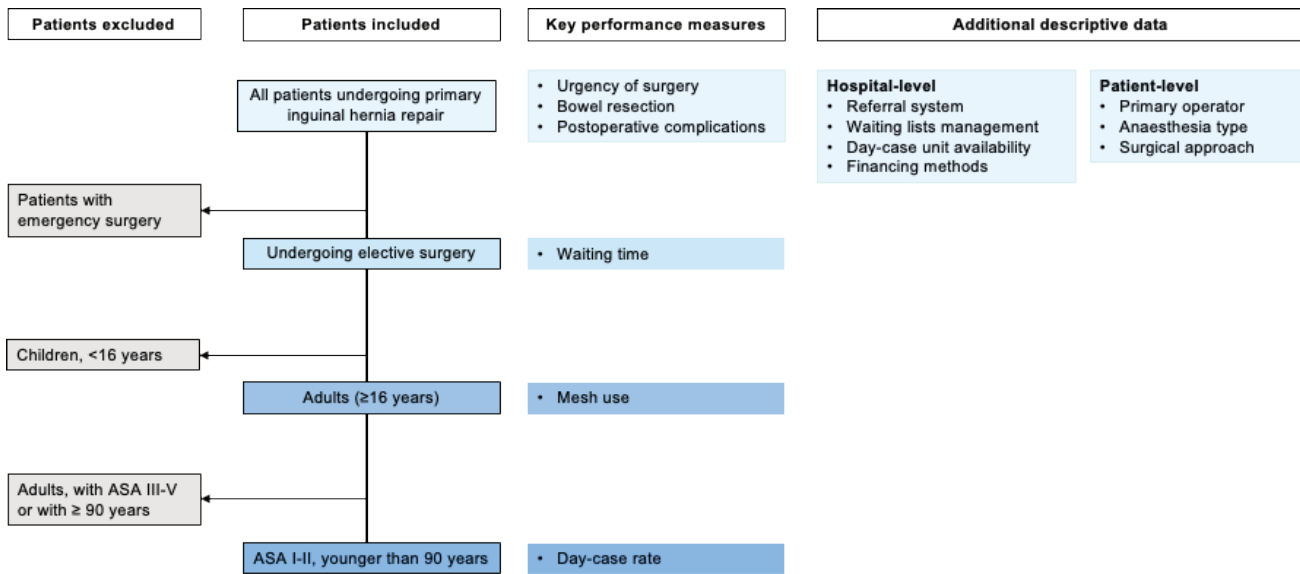 Patients excluded
Patients included
Key performance measures
Additional descriptive data
All patients undergoing primary
inguinal hernia repair
• Urgency of surgery
• Bowel resection
• Postoperative complications
Hospital-level
• Referral system
• Waiting lists management
• Day-case unit availability
• Financing methods
Patient-level
• Primary operator
• Anaesthesia type
• Surgical approach
Patients with
emergency surgery
Undergoing elective surgery
• Waiting time
Children, <16 years
Adults (≥16 years)
• Mesh use
Adults, with ASA III-V
or with ≥ 90 years
ASA I-II, younger than 90 years
• Day-case rate